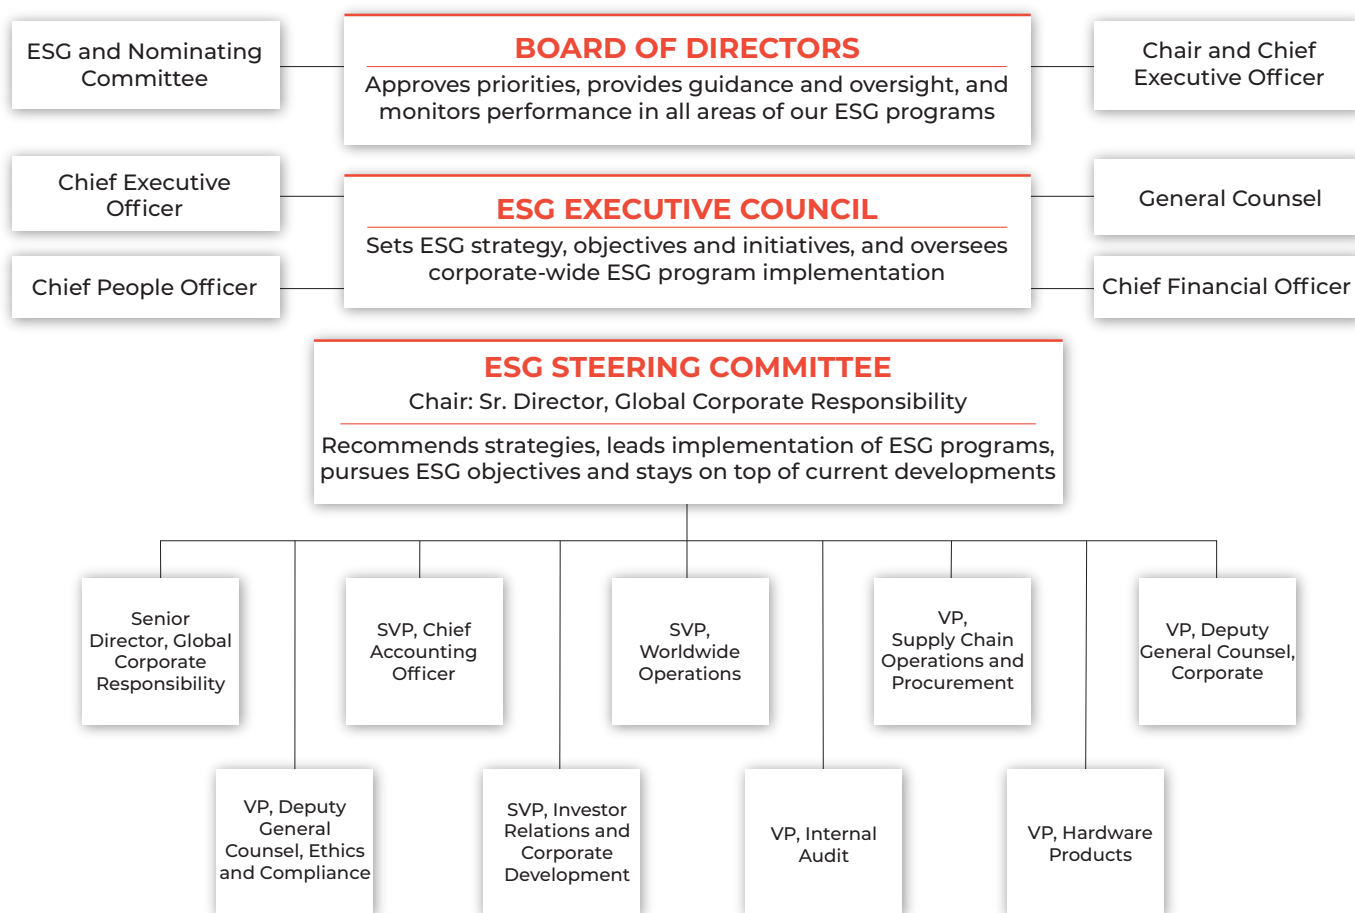 ESG and Nominating
Committee
BOARD OF DIRECTORS
Approves priorities, provides guidance and oversight, and
monitors performance in all areas of our ESG programs
Chair and Chief
Executive Officer
Chief Executive
Officer
Chief People Officer
ESG EXECUTIVE COUNCIL
Sets ESG strategy, objectives and initiatives, and oversees
corporate-wide ESG program implementation
General Counsel
Chief Financial Officer
ESG STEERING COMMITTEE
Chair: Sr. Director, Global Corporate Responsibility
Recommends strategies, leads implementation of ESG programs,
pursues ESG objectives and stays on top of current developments
Senior
Director, Global
Corporate
Responsibility
SVP, Chief
Accounting
Officer
SVP,
Worldwide
Operations
VP,
Supply Chain
Operations and
Procurement
VP, Deputy
General Counsel,
Corporate
VP, Deputy
General
Counsel, Ethics
and Compliance
SVP, Investor
Relations and
Corporate
Development
VP, Internal
Audit
VP, Hardware
Products